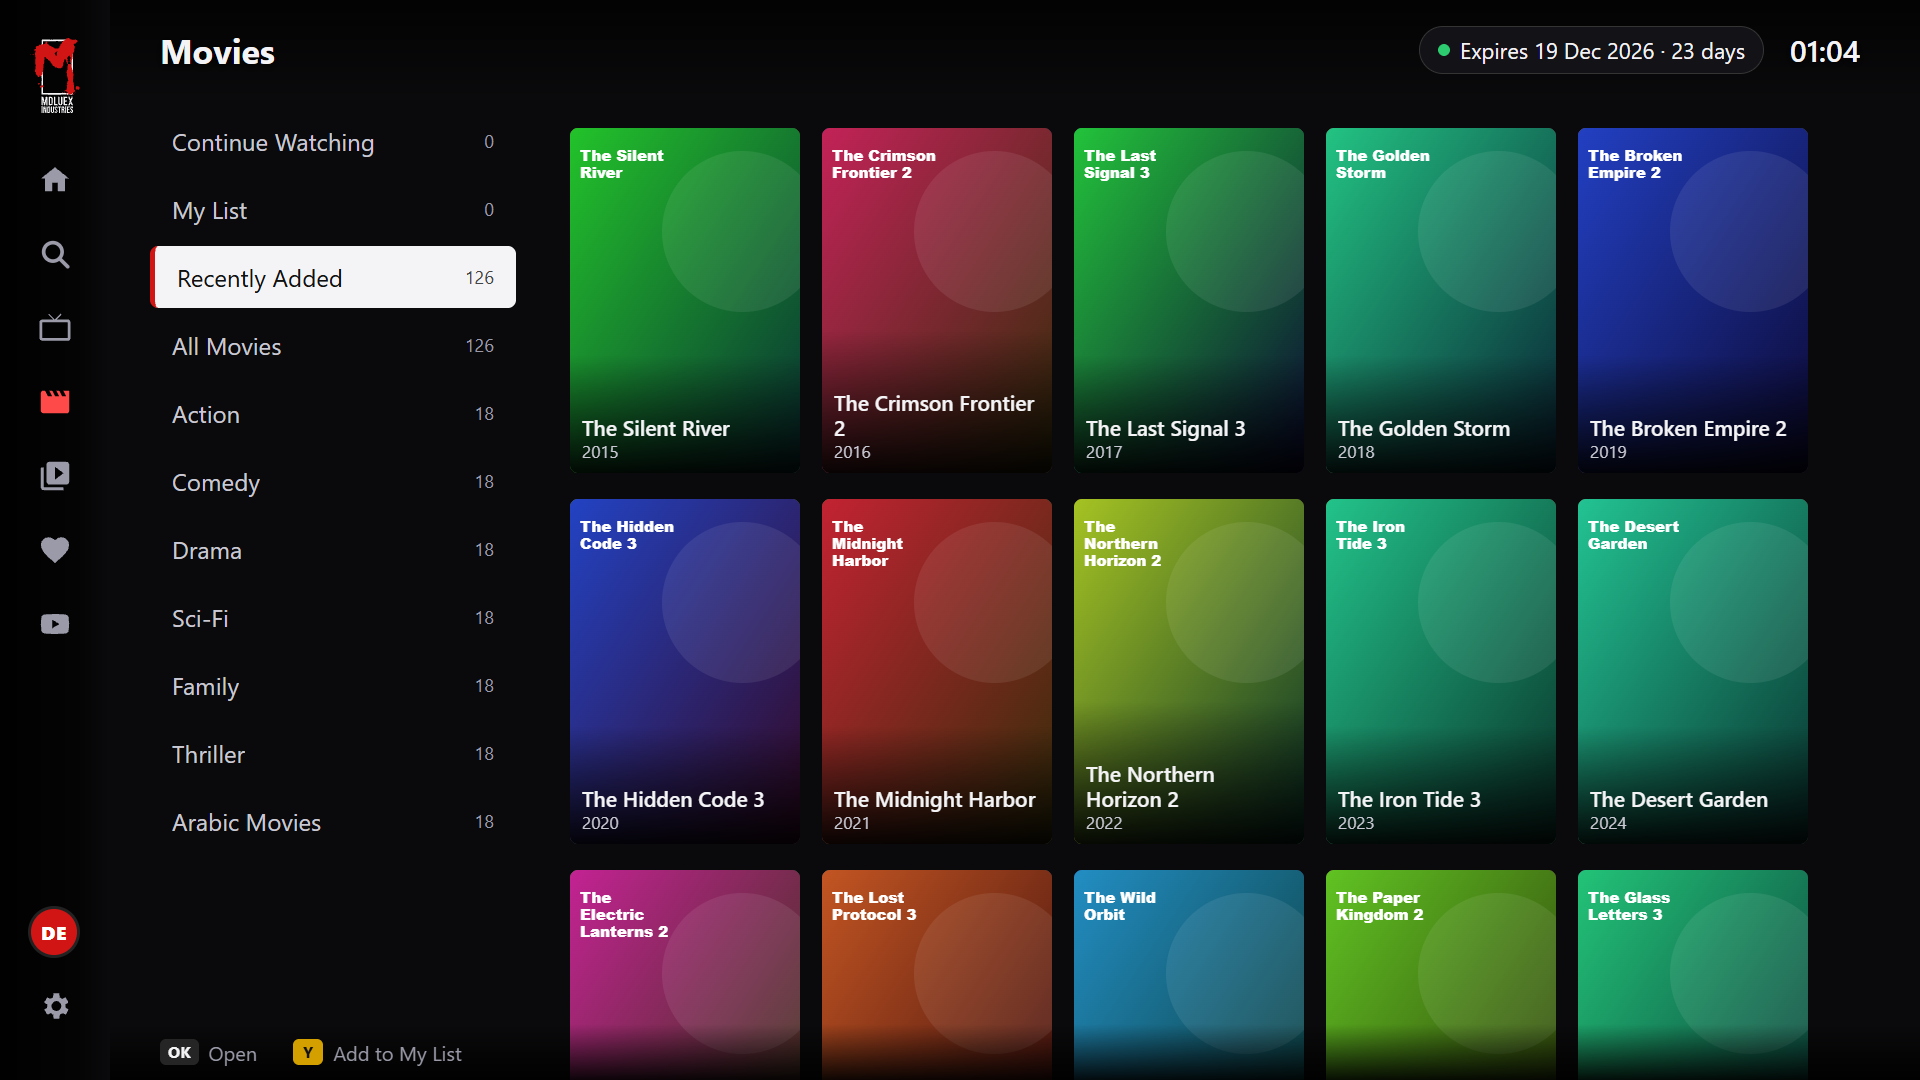 MOLUEX
INDUSTRIES
Movies
Expires 19 Dec 2026 · 23 days
01:04
Continue Watching 0
My List 0
Recently Added 126
All Movies 126
Action 18
Comedy 18
Drama 18
Sci-Fi 18
Family 18
Thriller 18
Arabic Movies 18
The Silent
River
The Silent River
2015
The Crimson
Frontier 2
The Crimson Frontier
2
2016
The Last
Signal 3
The Last Signal 3
2017
The Golden
Storm
The Golden Storm
2018
The Broken
Empire 2
The Broken Empire 2
2019
The Hidden
Code 3
The Hidden Code 3
2020
The
Midnight
Harbor
The Midnight Harbor
2021
The
Northern
Horizon 2
The Northern
Horizon 2
2022
The Iron
Tide 3
The Iron Tide 3
2023
The Desert
Garden
The Desert Garden
2024
The
Electric
Lanterns 2
The Lost
Protocol 3
The Wild
Orbit
The Paper
Kingdom 2
The Glass
Letters 3
DE
OK Open Y Add to My List